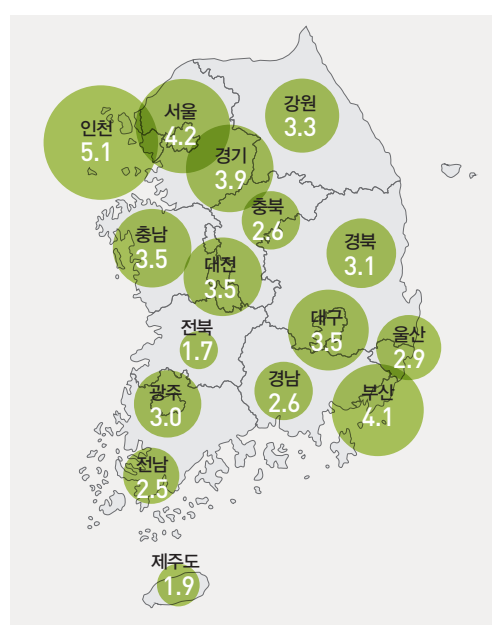 서울
4.2
강원
3.3
인천
5.1
경기
3.9
충북
2.6
충남
3.5
경북
3.1
대전
3.5
대구
3.5
전북
1.7
울산
2.9
경남
2.6
부산
4.1
광주
3.0
전남
2.5
제주도
1.9